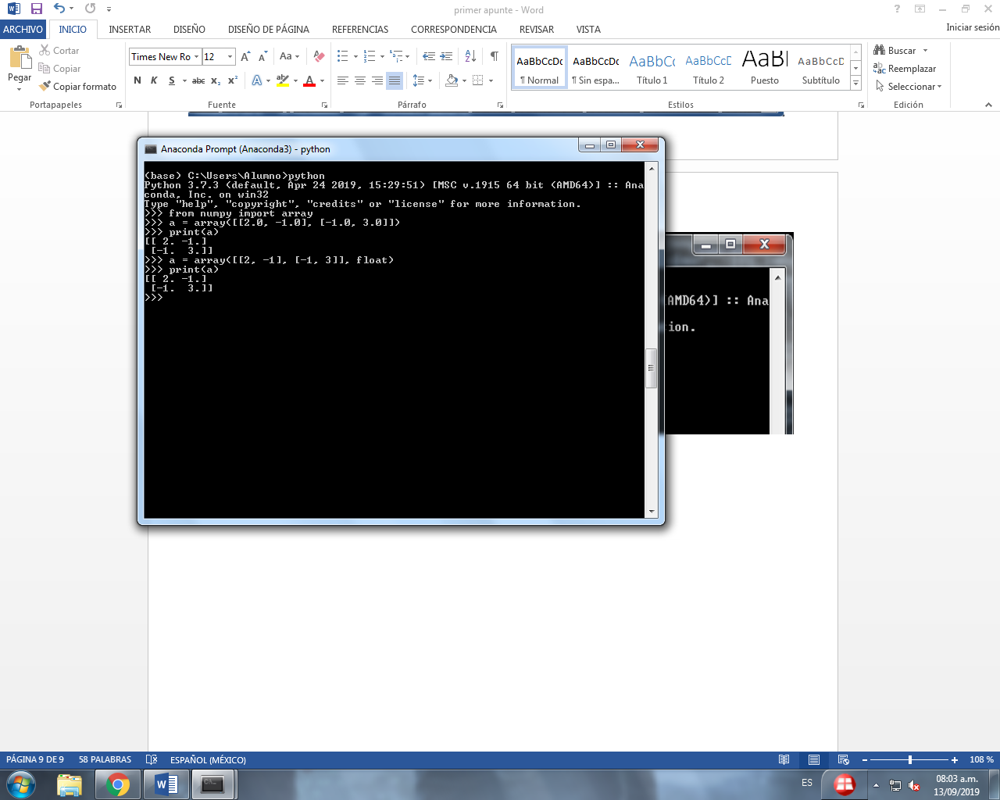 primer apunte - Word
ARCHIVO INICIO INSERTAR DISEÑO DISEÑO DE PÁGINA REFERENCIAS CORRESPONDENCIA REVISAR VISTA Iniciar sesión
Pegar
Cortar
Copiar
Copiar formato
Portapapeles
Times New Ro 12
Aa
N K S abc x₂ x²
A A
Fuente
Párrafo
AaBbCcDc AaBbCcDc AaBbCc AaBbCcD AaB AaBbCcD
¶ Normal ¶ Sin espa... Título 1 Título 2 Puesto Subtítulo
Estilos
Buscar
Reemplazar
Seleccionar
Edición
Anaconda Prompt (Anaconda3) - python
(base) C:\Users\Alumno>python
Python 3.7.3 (default, Apr 24 2019, 15:29:51) [MSC v.1915 64 bit (AMD64)] :: Ana
conda, Inc. on win32
Type "help", "copyright", "credits" or "license" for more information.
>>> from numpy import array
>>> a = array([[2.0, -1.0], [-1.0, 3.0]])
>>> print(a)
[[ 2. -1.]
 [-1.  3.]]
>>> a = array([[2, -1], [-1, 3]], float)
>>> print(a)
[[ 2. -1.]
 [-1.  3.]]
>>>
(AMD64)] :: Ana
ion.
PÁGINA 9 DE 9 58 PALABRAS ESPAÑOL (MÉXICO) 108 %
ES
08:03 a.m.
13/09/2019